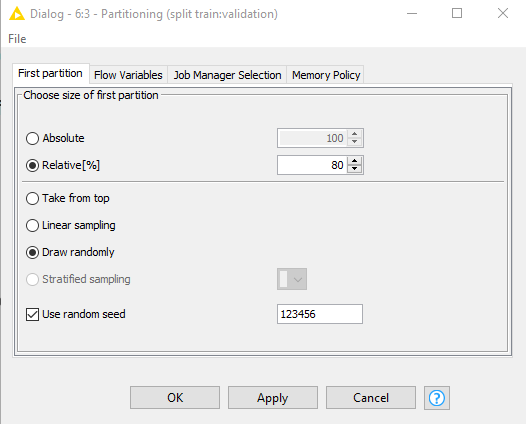 Dialog - 6:3 - Partitioning (split train:validation)
File
First partition Flow Variables Job Manager Selection Memory Policy
Choose size of first partition
Absolute 100
Relative[%] 80
Take from top
Linear sampling
Draw randomly
Stratified sampling
Use random seed 123456
OK Apply Cancel ?